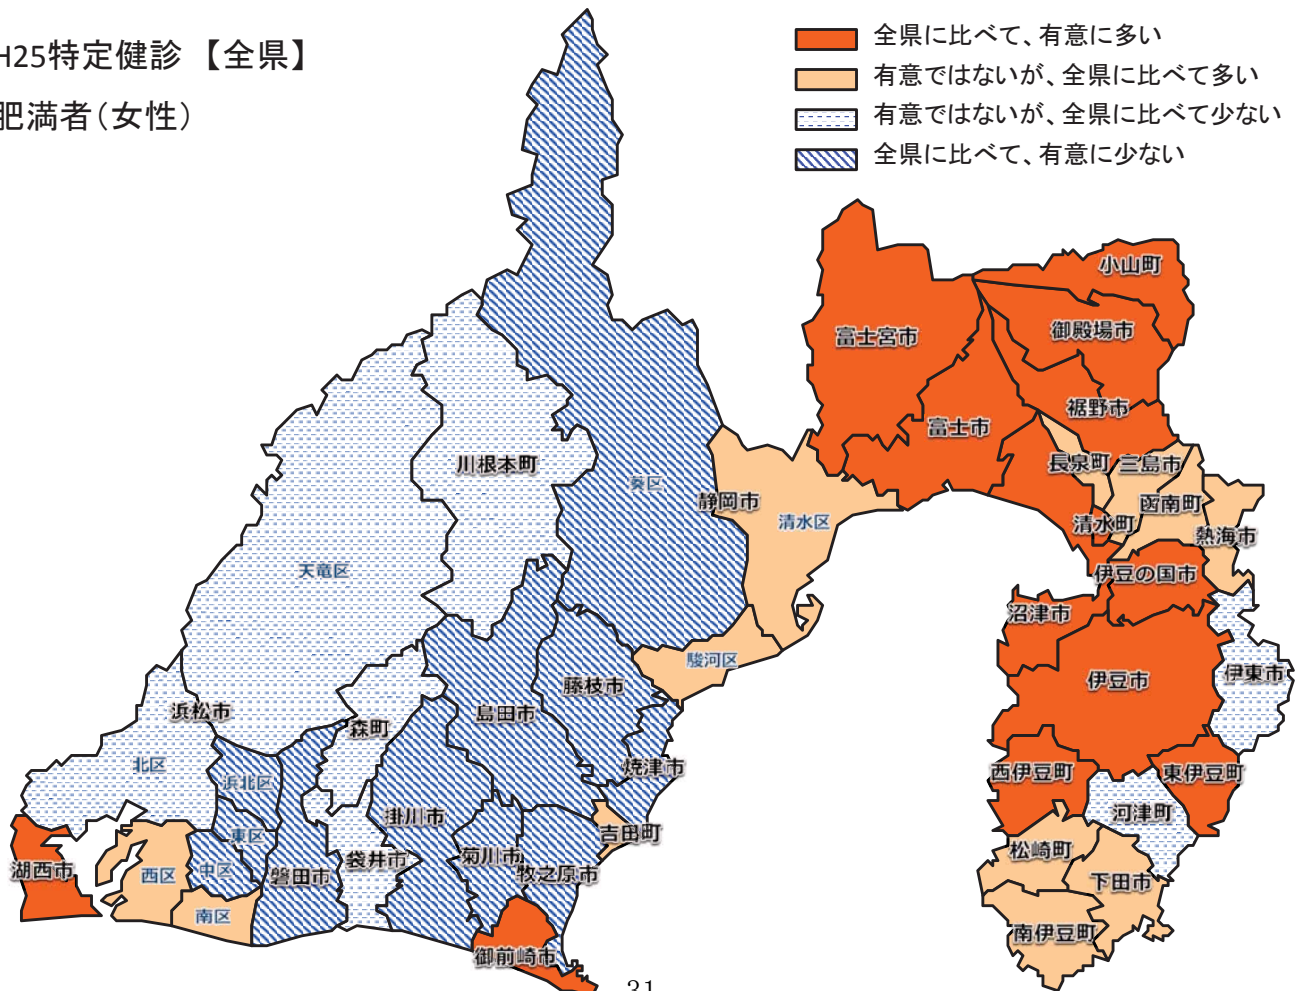 H25特定健診 【全県】
肥満者(女性)
全県に比べて、有意に多い
有意ではないが、全県に比べて多い
有意ではないが、全県に比べて少ない
全県に比べて、有意に少ない
小山町
富士宮市
御殿場市
裾野市
富士市
長泉町
三島市
川根本町
葵区
静岡市
函南町
清水区
清水町
熱海市
天竜区
伊豆の国市
沼津市
駿河区
伊東市
伊豆市
藤枝市
浜松市
島田市
森町
北区
焼津市
西伊豆町
東伊豆町
浜北区
掛川市
河津町
東区
吉田町
菊川市
松崎町
湖西市
中区
袋井市
西区
磐田市
牧之原市
下田市
南区
南伊豆町
御前崎市
31